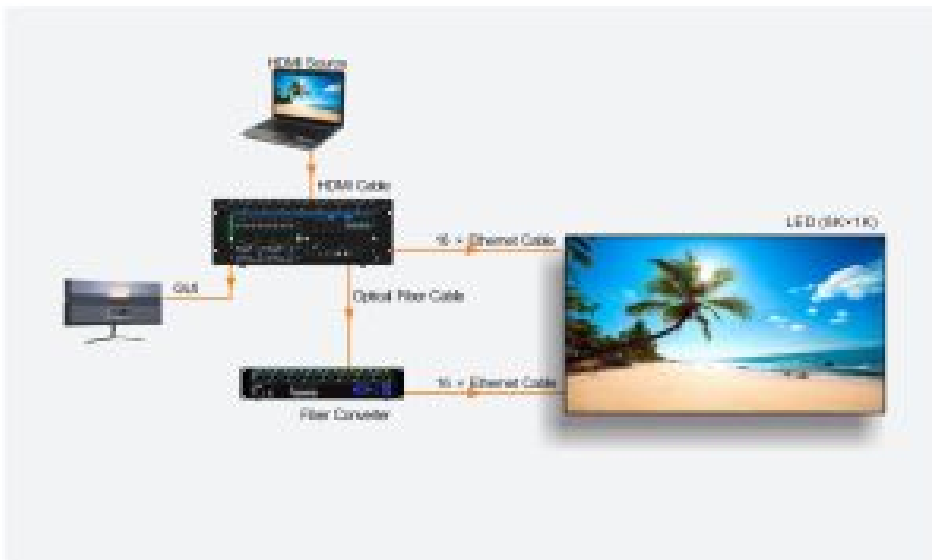 HDMI Source
HDMI Cable
16 × Ethernet Cable
LED (8K×1K)
Optical Fiber Cable
16 × Ethernet Cable
Fiber Converter